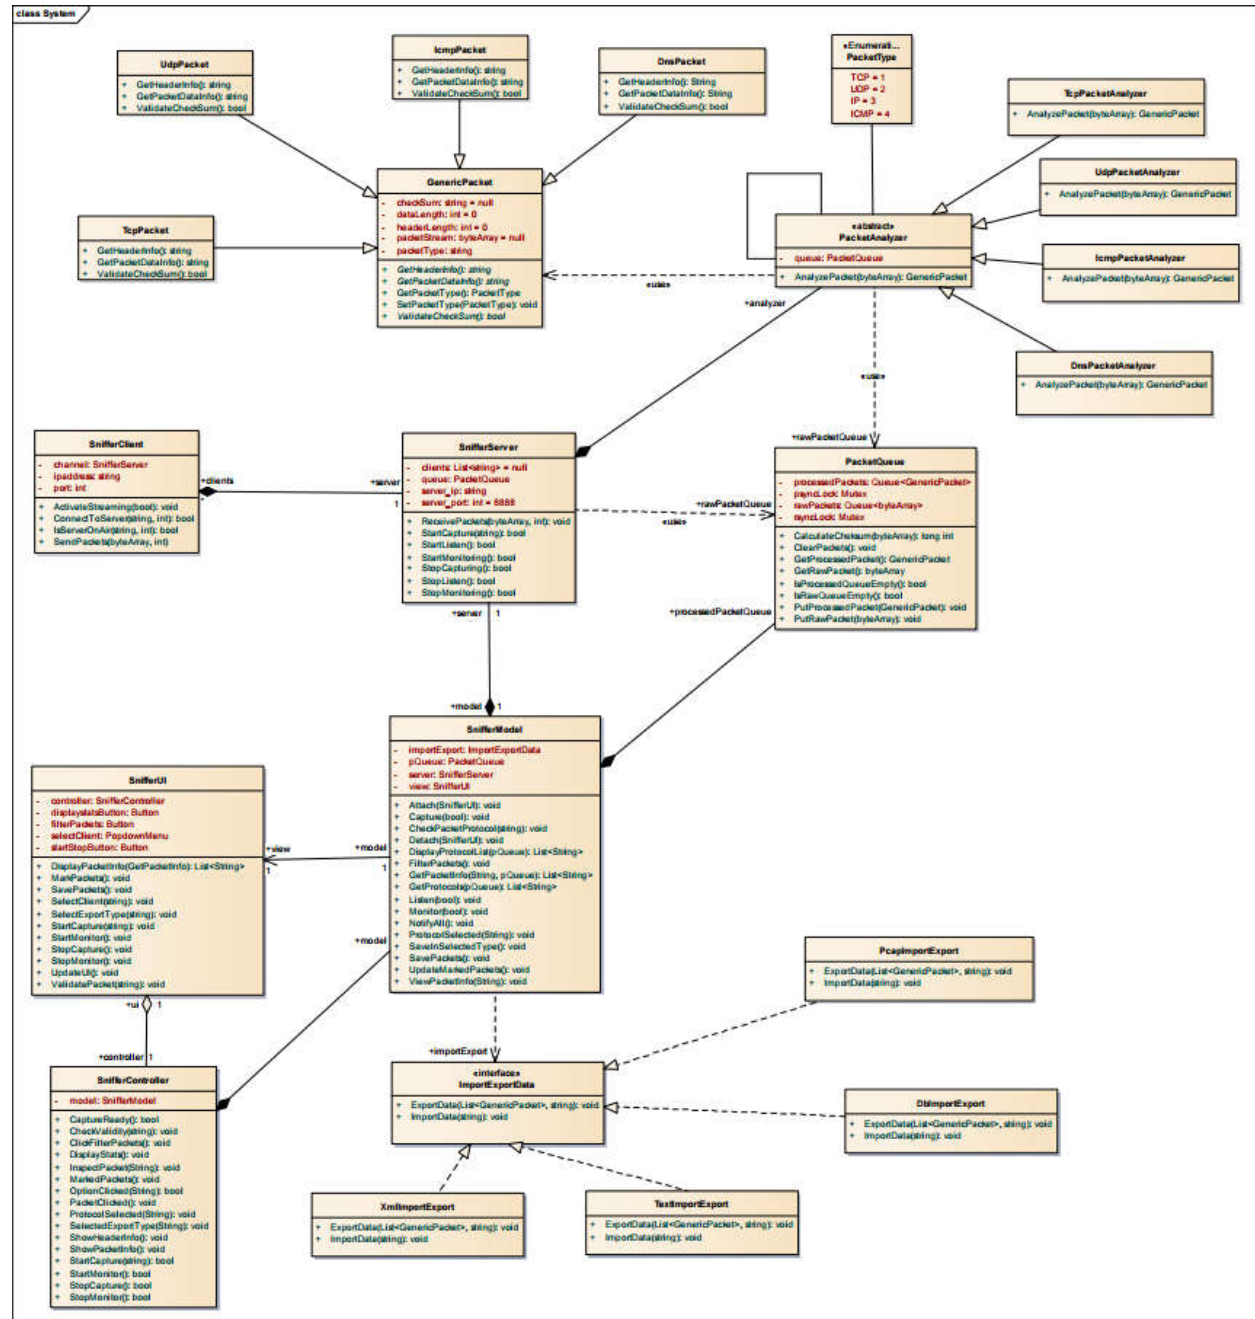 class System
UdpPacket
+ GetHeaderInfo(): string
+ GetPacketDataInfo(): string
+ ValidateCheckSum(): bool
IcmpPacket
+ GetHeaderInfo(): string
+ GetPacketDataInfo(): string
+ ValidateCheckSum(): bool
DnsPacket
+ GetHeaderInfo(): String
+ GetPacketDataInfo(): String
+ ValidateCheckSum(): bool
«Enumerati...
PacketType
TCP = 1
UDP = 2
IP = 3
ICMP = 4
TcpPacketAnalyzer
+ AnalyzePacket(byteArray): GenericPacket
UdpPacketAnalyzer
+ AnalyzePacket(byteArray): GenericPacket
IcmpPacketAnalyzer
+ AnalyzePacket(byteArray): GenericPacket
DnsPacketAnalyzer
+ AnalyzePacket(byteArray): GenericPacket
TcpPacket
+ GetHeaderInfo(): string
+ GetPacketDataInfo(): string
+ ValidateCheckSum(): bool
GenericPacket
- checkSum: string = null
- dataLength: int = 0
- headerLength: int = 0
- packetStream: byteArray = null
- packetType: string
+ GetHeaderInfo(): string
+ GetPacketDataInfo(): string
+ GetPacketType(): PacketType
+ SetPacketType(PacketType): void
+ ValidateCheckSum(): bool
«abstract»
PacketAnalyzer
- queue: PacketQueue
+ AnalyzePacket(byteArray): GenericPacket
«use»
+analyzer
«use»
+rawPacketQueue
SnifferClient
- channel: SnifferServer
- ipaddress: string
- port: int
+ ActivateStreaming(bool): void
+ ConnectToServer(string, int): bool
+ IsServerOnAir(string, int): bool
+ SendPackets(byteArray, int)
+clients
*
+server
1
SnifferServer
- clients: List<string> = null
- queue: PacketQueue
- server_ip: string
- server_port: int = 8888
+ ReceivePackets(byteArray, int): void
+ StartCapture(string): bool
+ StartListen(): bool
+ StartMonitoring(): bool
+ StopCapturing(): bool
+ StopListen(): bool
+ StopMonitoring(): bool
+rawPacketQueue
«use»
PacketQueue
- processedPackets: Queue<GenericPacket>
- psyncLock: Mutex
- rawPackets: Queue<byteArray>
- rsyncLock: Mutex
+ CalculateCheksum(byteArray): long int
+ ClearPackets(): void
+ GetProcessedPacket(): GenericPacket
+ GetRawPacket(): byteArray
+ IsProcessedQueueEmpty(): bool
+ IsRawQueueEmpty(): bool
+ PutProcessedPacket(GenericPacket): void
+ PutRawPacket(byteArray): void
+server 1
+processedPacketQueue
+model 1
SnifferModel
- importExport: ImportExportData
- pQueue: PacketQueue
- server: SnifferServer
- view: SnifferUI
+ Attach(SnifferUI): void
+ Capture(bool): void
+ CheckPacketProtocol(string): void
+ Detach(SnifferUI): void
+ DisplayProtocolList(pQueue): List<String>
+ FilterPackets(): void
+ GetPacketInfo(String, pQueue): List<String>
+ GetProtocols(pQueue): List<String>
+ Listen(bool): void
+ Monitor(bool): void
+ NotifyAll(): void
+ ProtocolSelected(String): void
+ SaveInSelectedType(): void
+ SavePackets(): void
+ UpdateMarkedPackets(): void
+ ViewPacketInfo(String): void
SnifferUI
- controller: SnifferController
- displaystatsButton: Button
- filterPackets: Button
- selectClient: PopdownMenu
- startStopButton: Button
+ DisplayPacketInfo(GetPacketInfo): List<String>
+ MarkPackets(): void
+ SavePackets(): void
+ SelectClient(string): void
+ SelectExportType(string): void
+ StartCapture(string): void
+ StartMonitor(): void
+ StopCapture(): void
+ StopMonitor(): void
+ UpdateUI(): void
+ ValidatePacket(string): void
+view
1
+model
1
+model
+ui 1
+controller 1
SnifferController
- model: SnifferModel
+ CaptureReady(): bool
+ CheckValidity(string): void
+ ClickFilterPackets(): void
+ DisplayStats(): void
+ InspectPacket(String): void
+ MarkedPackets(): void
+ OptionClicked(String): bool
+ PacketClicked(): void
+ ProtocolSelected(String): void
+ SelectedExportType(String): void
+ ShowHeaderInfo(): void
+ ShowPacketInfo(): void
+ StartCapture(string): bool
+ StartMonitor(): bool
+ StopCapture(): bool
+ StopMonitor(): bool
+importExport
«interface»
ImportExportData
+ ExportData(List<GenericPacket>, string): void
+ ImportData(string): void
PcapImportExport
+ ExportData(List<GenericPacket>, string): void
+ ImportData(string): void
DbImportExport
+ ExportData(List<GenericPacket>, string): void
+ ImportData(string): void
XmlImportExport
+ ExportData(List<GenericPacket>, string): void
+ ImportData(string): void
TextImportExport
+ ExportData(List<GenericPacket>, string): void
+ ImportData(string): void